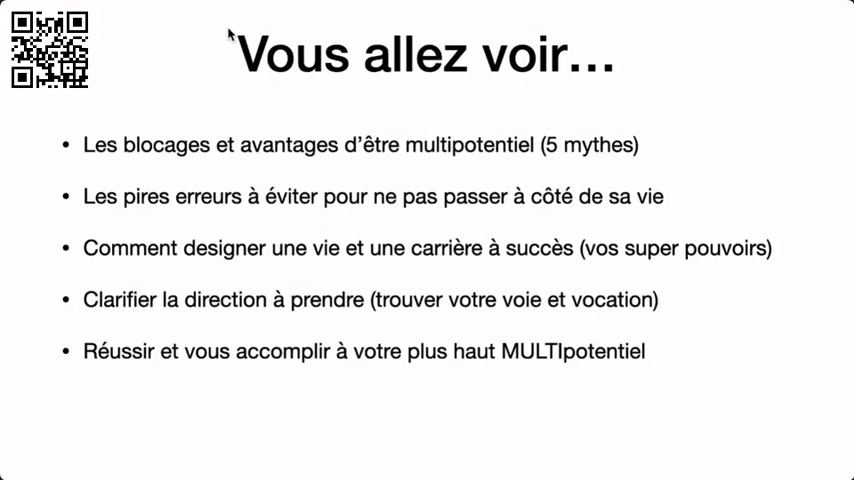 Vous allez voir…
• Les blocages et avantages d’être multipotentiel (5 mythes)
• Les pires erreurs à éviter pour ne pas passer à côté de sa vie
• Comment designer une vie et une carrière à succès (vos super pouvoirs)
• Clarifier la direction à prendre (trouver votre voie et vocation)
• Réussir et vous accomplir à votre plus haut MULTIpotentiel